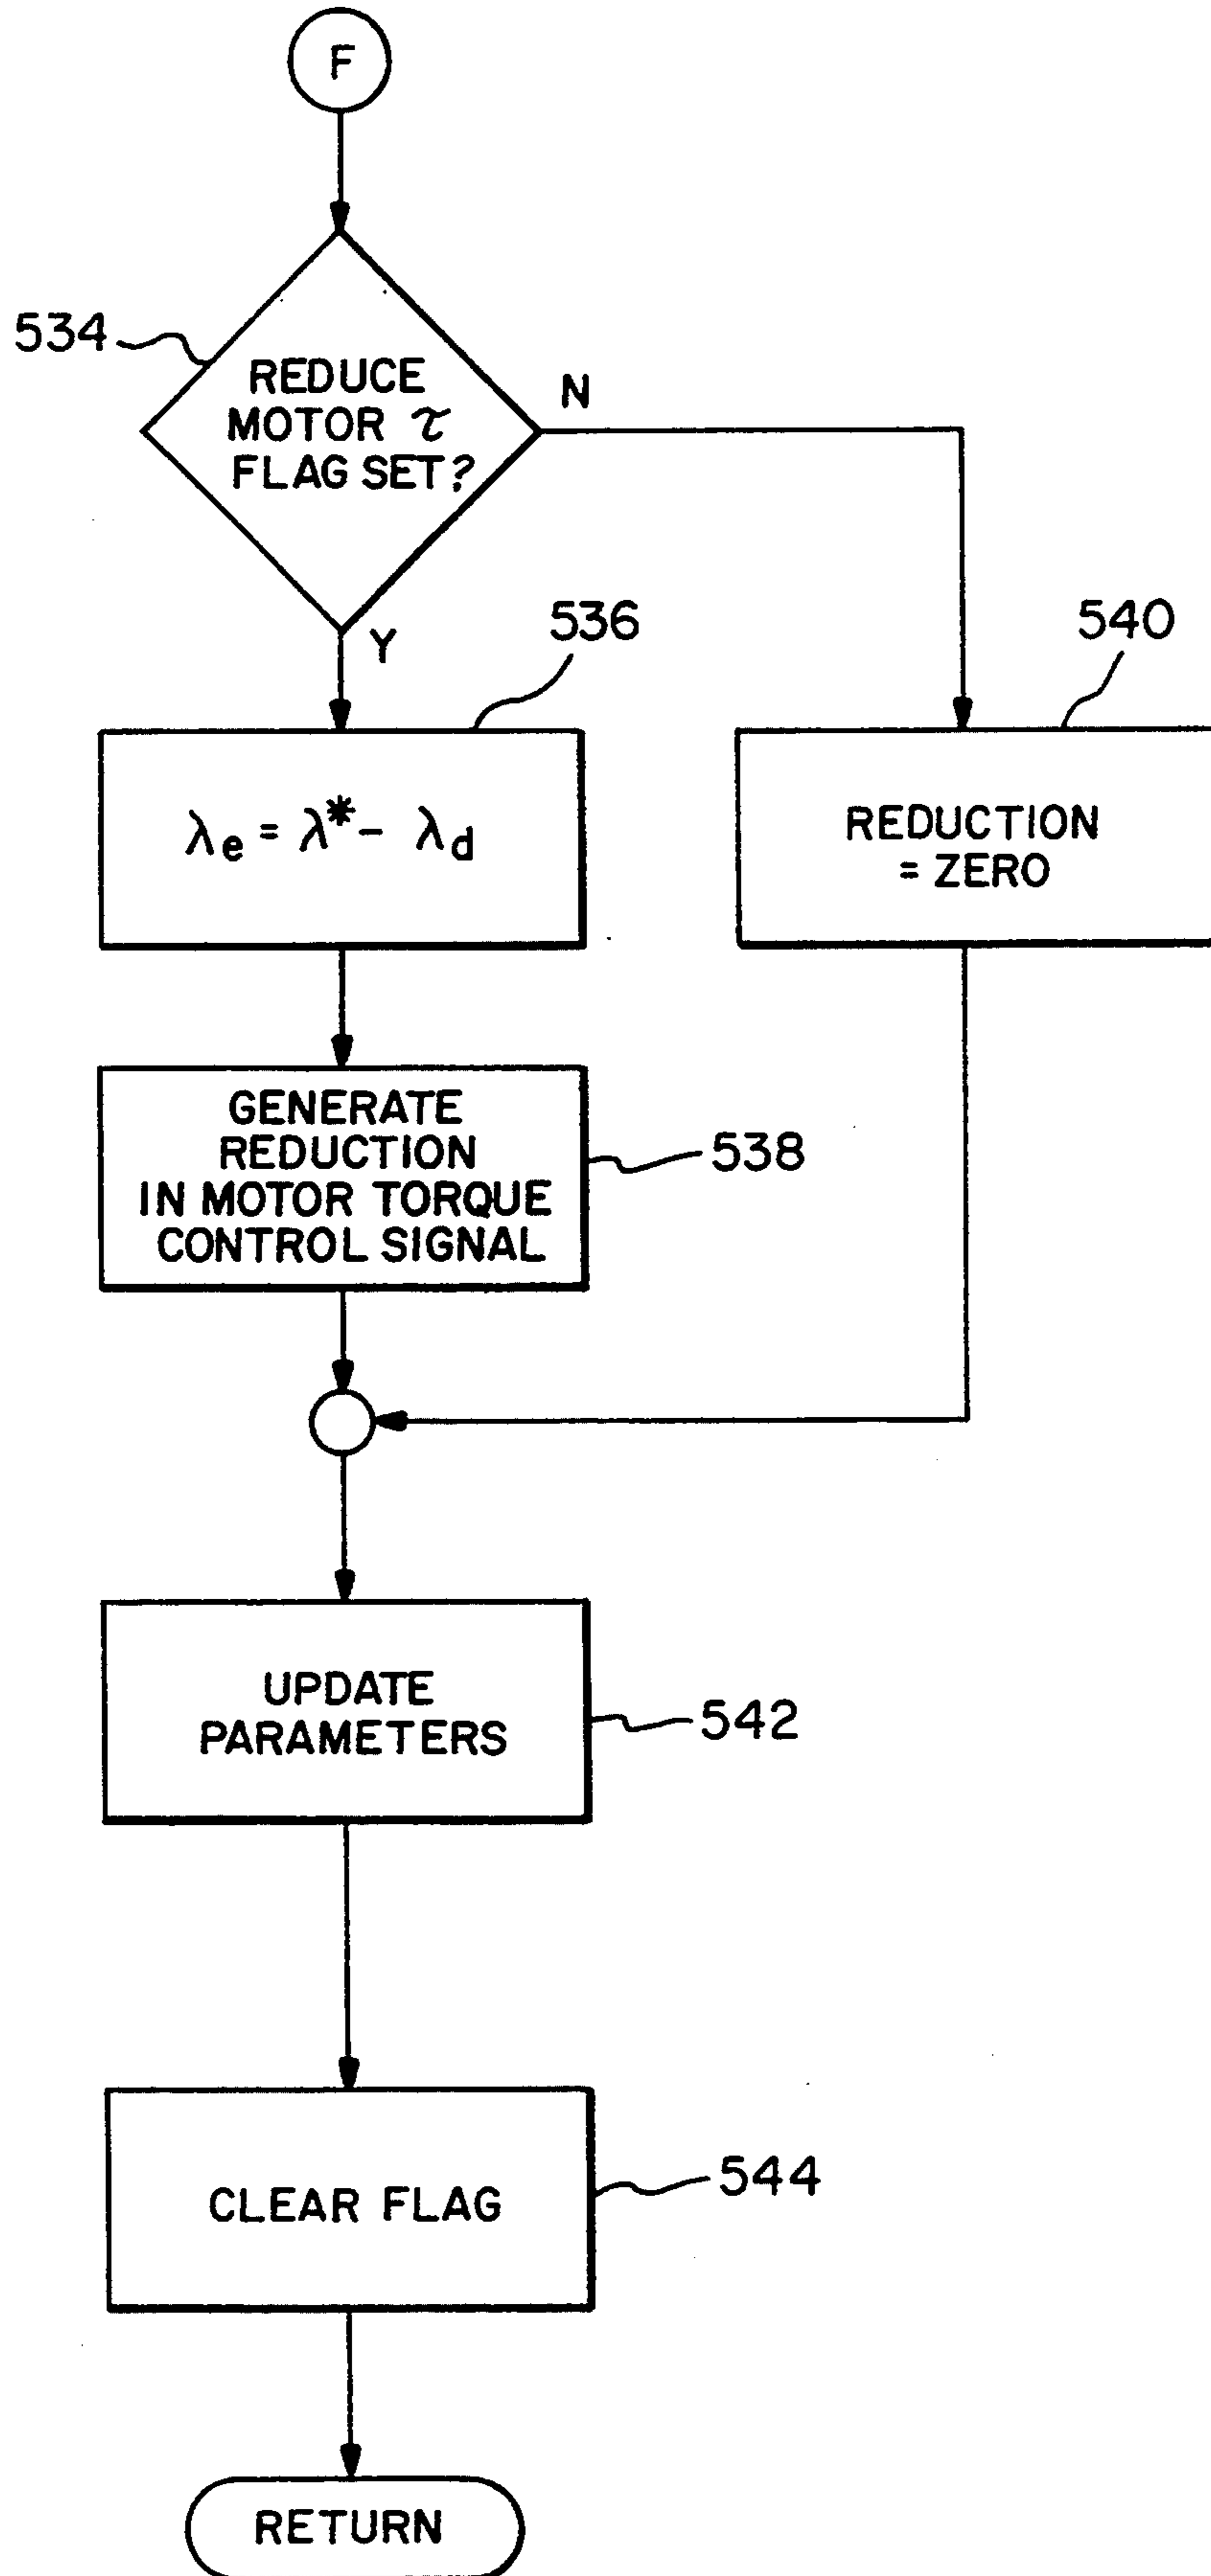 F
534
REDUCE
MOTOR τ
FLAG SET?
N
Y
536
λe = λ* - λd
540
REDUCTION
= ZERO
GENERATE
REDUCTION
IN MOTOR TORQUE
CONTROL SIGNAL
538
UPDATE
PARAMETERS
542
CLEAR FLAG
544
RETURN